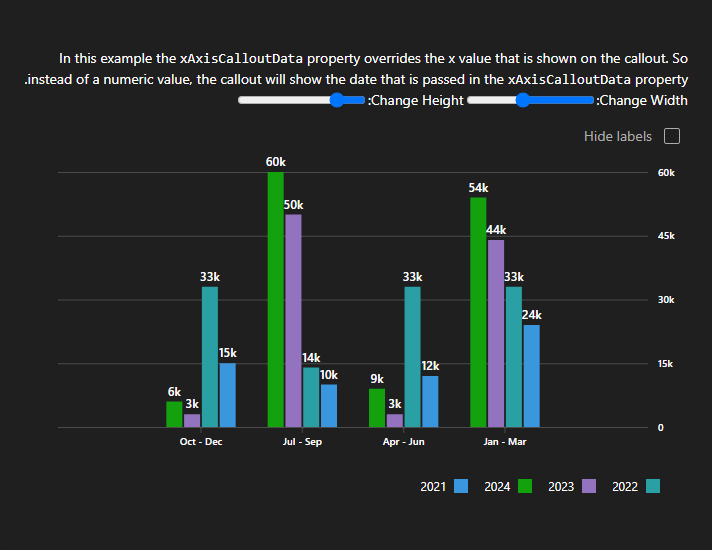 In this example the xAxisCalloutData property overrides the x value that is shown on the callout. So
.instead of a numeric value, the callout will show the date that is passed in the xAxisCalloutData property
:Change Height :Change Width
Hide labels
60k
54k
50k
44k
33k 33k 33k
24k
15k 14k 10k 12k
6k 3k 9k 3k
60k
45k
30k
15k
0
Oct - Dec Jul - Sep Apr - Jun Jan - Mar
2021 2024 2023 2022